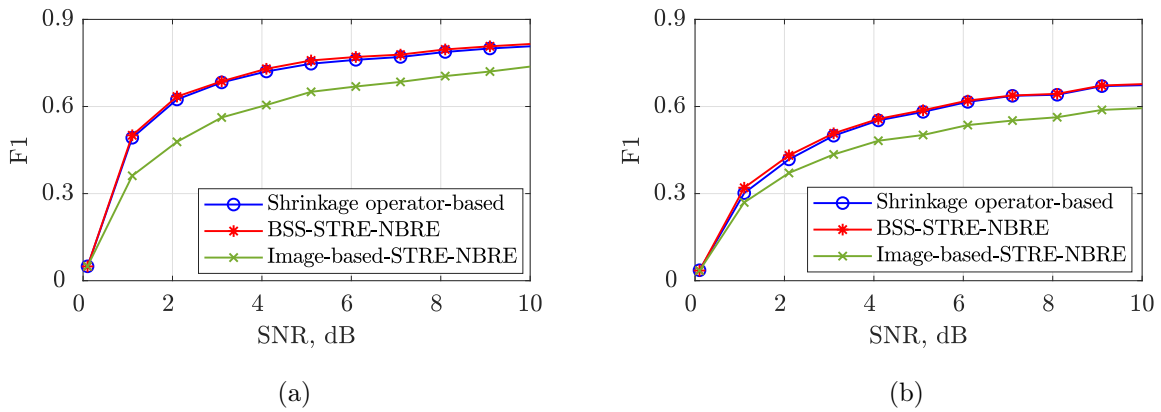 0.9
0.6
0.3
0
F1
0 2 4 6 8 10
SNR, dB
Shrinkage operator-based
BSS-STRE-NBRE
Image-based-STRE-NBRE
(a)
0.9
0.6
0.3
0
F1
0 2 4 6 8 10
SNR, dB
Shrinkage operator-based
BSS-STRE-NBRE
Image-based-STRE-NBRE
(b)